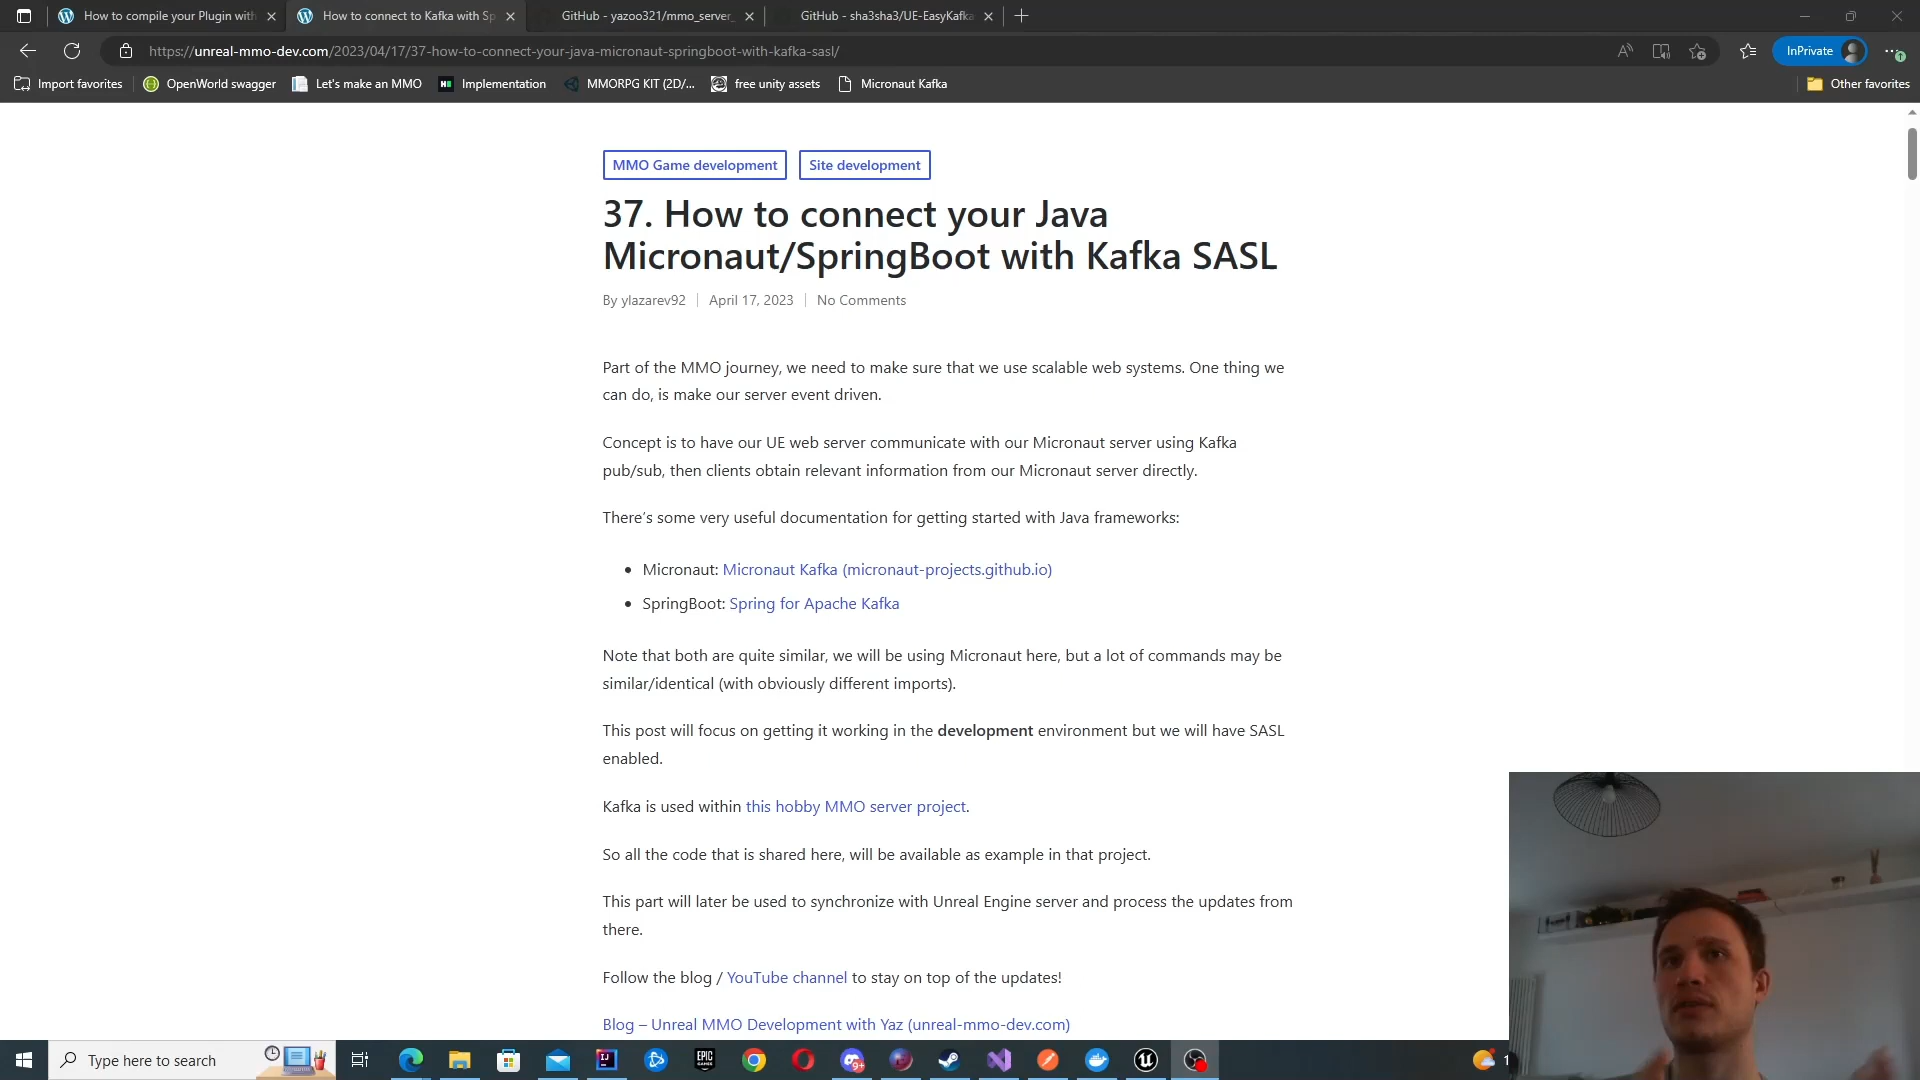 How to compile your Plugin with
How to connect to Kafka with Sp
GitHub - yazoo321/mmo_server_
GitHub - sha3sha3/UE-EasyKafka
https://unreal-mmo-dev.com/2023/04/17/37-how-to-connect-your-java-micronaut-springboot-with-kafka-sasl/
InPrivate
Import favorites
OpenWorld swagger
Let's make an MMO
Implementation
MMORPG KIT (2D/...
free unity assets
Micronaut Kafka
Other favorites
MMO Game development
Site development
37. How to connect your Java
Micronaut/SpringBoot with Kafka SASL
By ylazarev92
April 17, 2023
No Comments
Part of the MMO journey, we need to make sure that we use scalable web systems. One thing we
can do, is make our server event driven.
Concept is to have our UE web server communicate with our Micronaut server using Kafka
pub/sub, then clients obtain relevant information from our Micronaut server directly.
There’s some very useful documentation for getting started with Java frameworks:
• Micronaut: Micronaut Kafka (micronaut-projects.github.io)
• SpringBoot: Spring for Apache Kafka
Note that both are quite similar, we will be using Micronaut here, but a lot of commands may be
similar/identical (with obviously different imports).
This post will focus on getting it working in the development environment but we will have SASL
enabled.
Kafka is used within this hobby MMO server project.
So all the code that is shared here, will be available as example in that project.
This part will later be used to synchronize with Unreal Engine server and process the updates from
there.
Follow the blog / YouTube channel to stay on top of the updates!
Blog – Unreal MMO Development with Yaz (unreal-mmo-dev.com)
Type here to search
EPIC
GAMES
9+
1